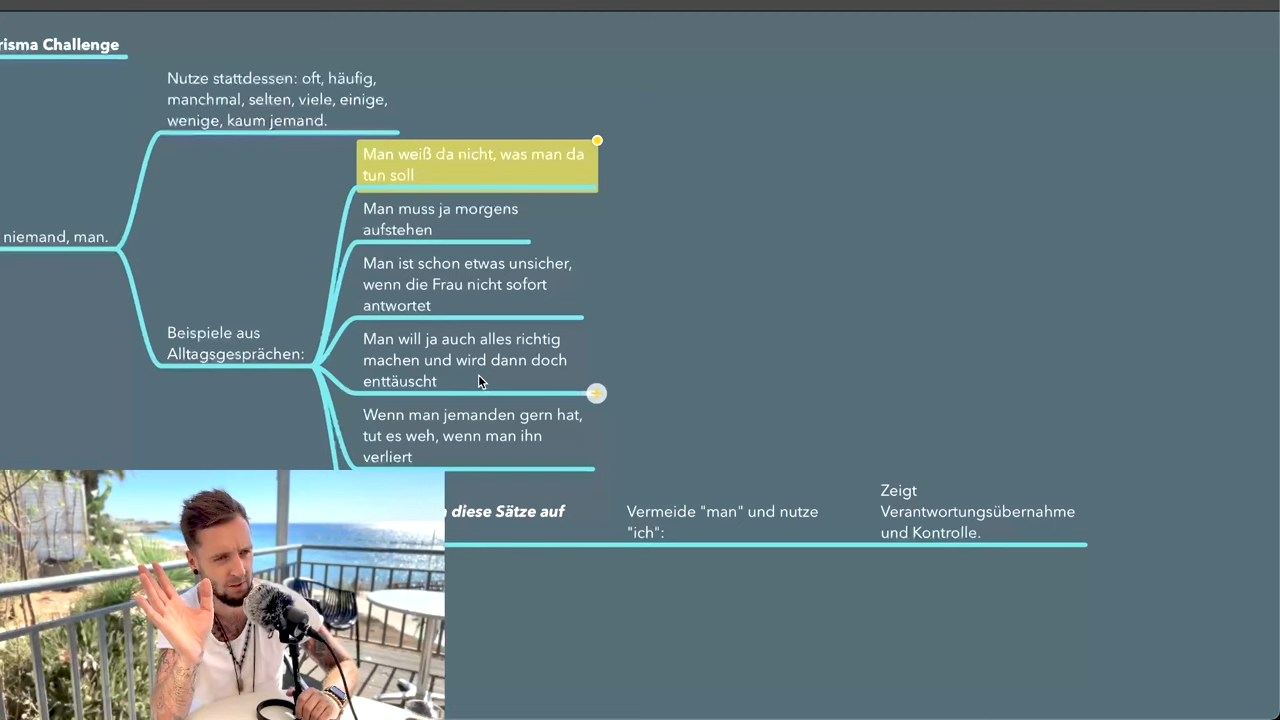 risma Challenge
Nutze stattdessen: oft, häufig,
manchmal, selten, viele, einige,
wenige, kaum jemand.
niemand, man.
Beispiele aus
Alltagsgesprächen:
Man weiß da nicht, was man da
tun soll
Man muss ja morgens
aufstehen
Man ist schon etwas unsicher,
wenn die Frau nicht sofort
antwortet
Man will ja auch alles richtig
machen und wird dann doch
enttäuscht
Wenn man jemanden gern hat,
tut es weh, wenn man ihn
verliert
diese Sätze auf
Vermeide "man" und nutze
"ich":
Zeigt
Verantwortungsübernahme
und Kontrolle.